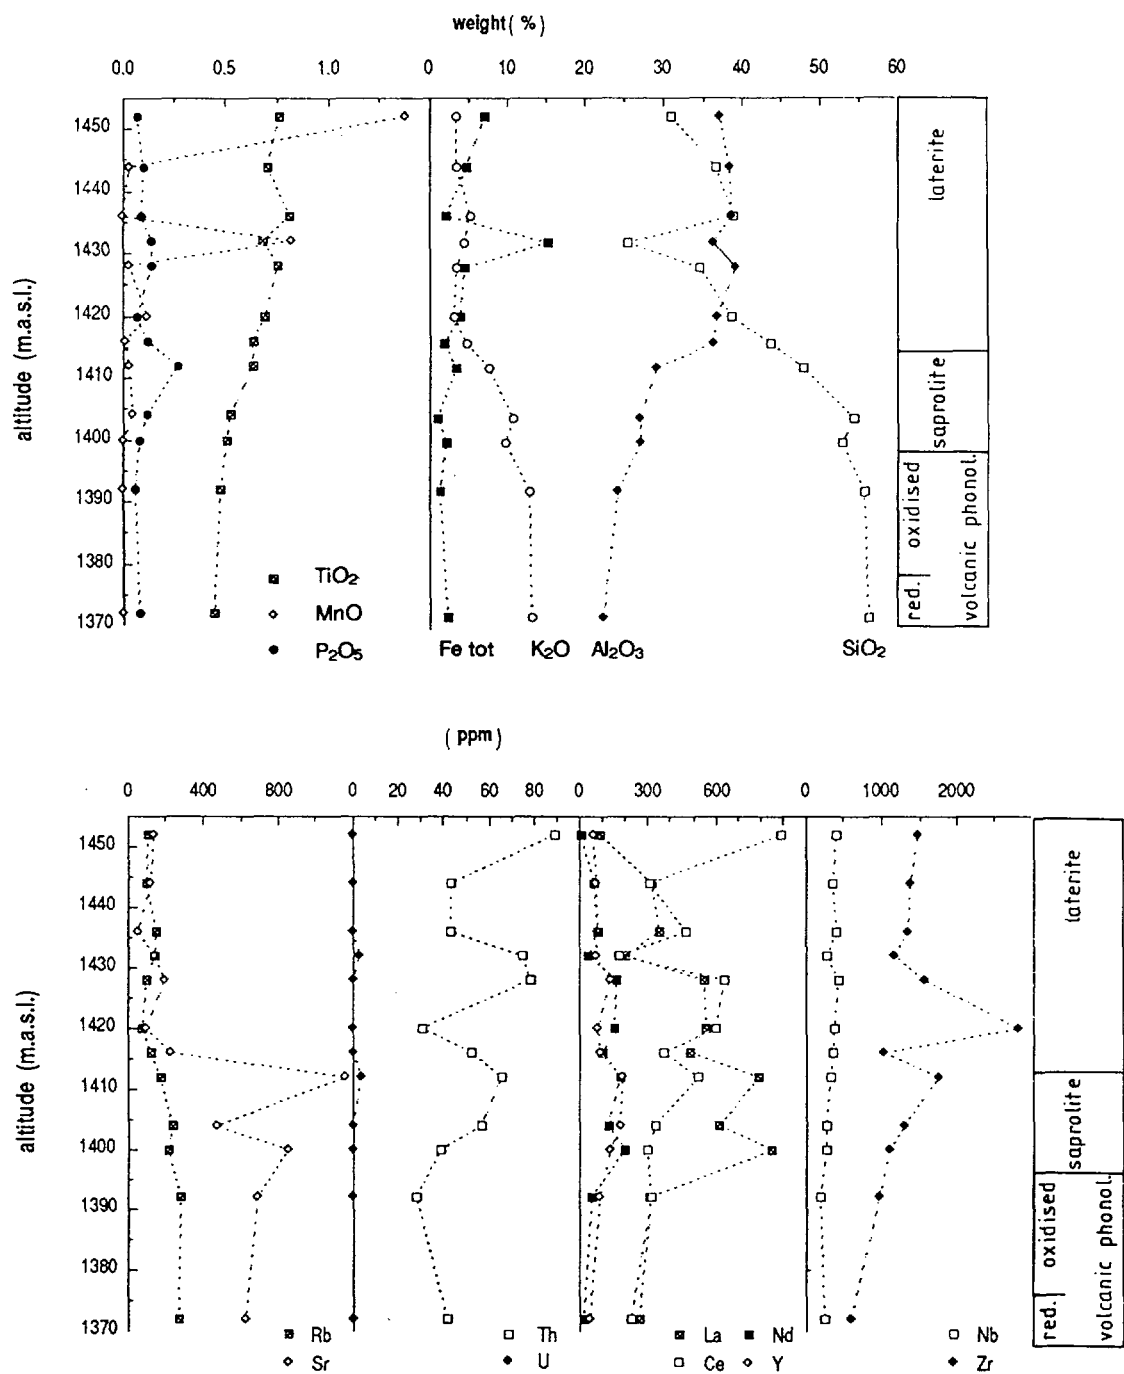 weight ( % )
0.0 0.5 1.0 0 10 20 30 40 50 60
1450
1440
1430
1420
1410
1400
1390
1380
1370
altitude (m.a.s.l.)
TiO2
MnO
P2O5
Fe tot K2O Al2O3 SiO2
laterite
saprolite
oxidised
red.
volcanic phonol.
( ppm )
0 400 800 0 20 40 60 80 0 300 600 0 1000 2000
1450
1440
1430
1420
1410
1400
1390
1380
1370
altitude (m.a.s.l.)
laterite
saprolite
oxidised
red.
volcanic phonol.
Rb Th La Nd Nb
Sr U Ce Y Zr